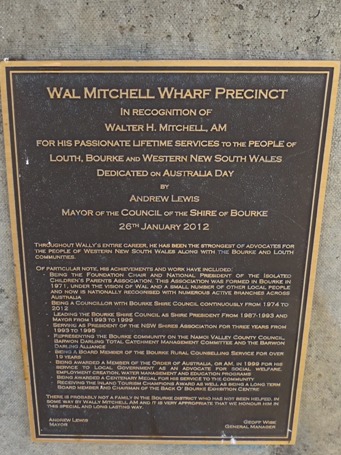 WAL MITCHELL WHARF PRECINCT
IN RECOGNITION OF
WALTER H. MITCHELL, AM
FOR HIS PASSIONATE LIFETIME SERVICES TO THE PEOPLE OF
LOUTH, BOURKE AND WESTERN NEW SOUTH WALES
DEDICATED ON AUSTRALIA DAY
BY
ANDREW LEWIS
MAYOR OF THE COUNCIL OF THE SHIRE OF BOURKE
26TH JANUARY 2012
THROUGHOUT WALLY'S ENTIRE CAREER, HE HAS BEEN THE STRONGEST OF ADVOCATES FOR
THE PEOPLE OF WESTERN NEW SOUTH WALES ALONG WITH THE BOURKE AND LOUTH
COMMUNITIES.
OF PARTICULAR NOTE, HIS ACHIEVEMENTS AND WORK HAVE INCLUDED:
- BEING THE FOUNDATION CHAIR AND NATIONAL PRESIDENT OF THE ISOLATED
CHILDREN'S PARENTS ASSOCIATION. THIS ASSOCIATION WAS FORMED IN BOURKE IN
1971, UNDER THE VISION OF WAL AND A SMALL NUMBER OF OTHER LOCAL PEOPLE
AND NOW IS NATIONALLY RECOGNISED WITH NUMEROUS ACTIVE BRANCHES ACROSS
AUSTRALIA
- BEING A COUNCILLOR WITH BOURKE SHIRE COUNCIL CONTINUOUSLY FROM 1974 TO
2012
- LEADING THE BOURKE SHIRE COUNCIL AS SHIRE PRESIDENT FROM 1987-1993 AND
MAYOR FROM 1993 TO 1999
- SERVING AS PRESIDENT OF THE NSW SHIRES ASSOCIATION FOR THREE YEARS FROM
1993 TO 1995
- REPRESENTING THE BOURKE COMMUNITY ON THE NAMOI VALLEY COUNCIL,
BARWON DARLING TOTAL CATCHMENT MANAGEMENT COMMITTEE AND THE BARWON
DARLING ALLIANCE
- BEING A BOARD MEMBER OF THE BOURKE RURAL COUNSELLING SERVICE FOR OVER
15 YEARS
- BEING AWARDED A MEMBER OF THE ORDER OF AUSTRALIA, OR AM, IN 1998 FOR HIS
SERVICE TO LOCAL GOVERNMENT AS AN ADVOCATE FOR SOCIAL WELFARE,
EMPLOYMENT CREATION, WATER MANAGEMENT AND EDUCATION PROGRAMS
- BEING AWARDED A CENTENARY MEDAL FOR HIS SERVICE TO THE COMMUNITY
- RECEIVING THE INLAND TOURISM CHAMPIONS AWARD AS WELL AS BEING A LONG TERM
BOARD MEMBER AND CHAIRMAN OF THE BACK O' BOURKE EXHIBITION CENTRE
THERE IS PROBABLY NOT A FAMILY IN THE BOURKE DISTRICT WHO HAS NOT BEEN HELPED, IN
SOME WAY BY WALLY MITCHELL, AM AND IT IS VERY APPROPRIATE THAT WE HONOUR HIM IN
THIS SPECIAL AND LONG LASTING WAY.
ANDREW LEWIS GEOFF WISE
MAYOR GENERAL MANAGER